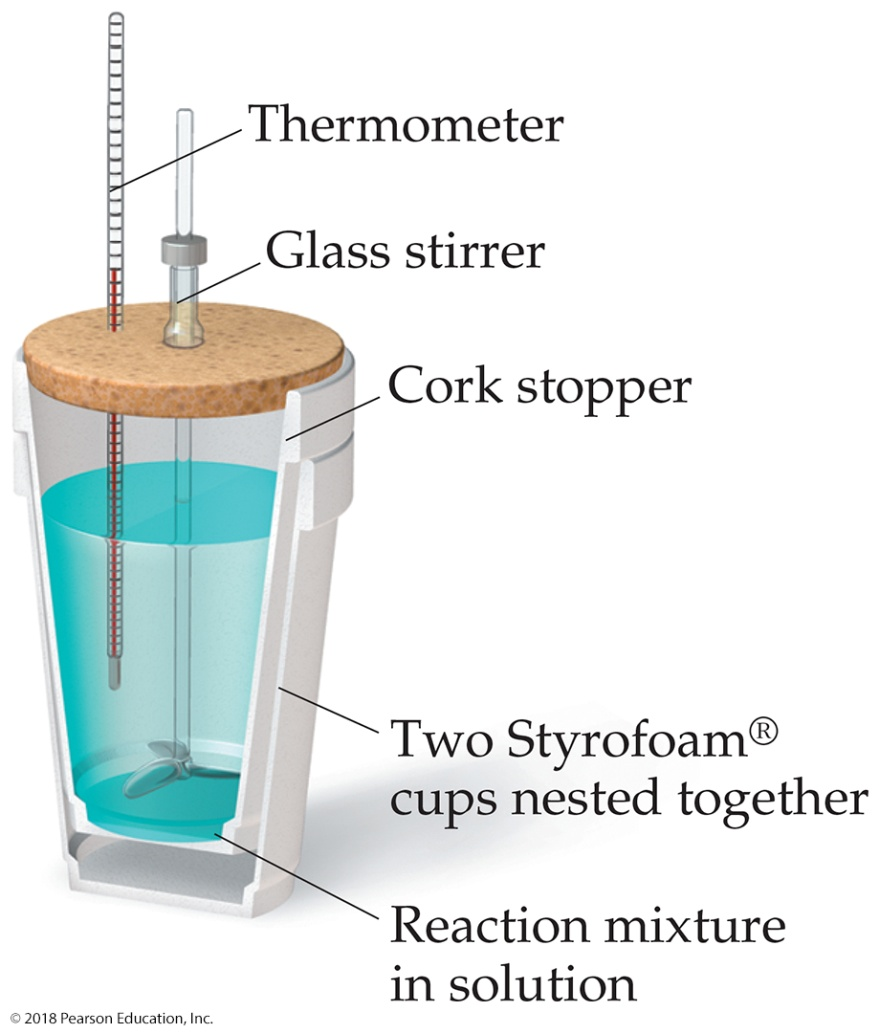 Thermometer
Glass stirrer
Cork stopper
Two Styrofoam®
cups nested together
Reaction mixture
in solution
© 2018 Pearson Education, Inc.